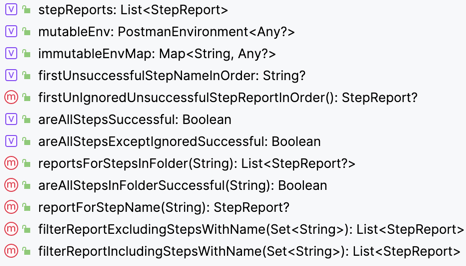 stepReports: List<StepReport>
mutableEnv: PostmanEnvironment<Any?>
immutableEnvMap: Map<String, Any?>
firstUnsuccessfulStepNameInOrder: String?
firstUnIgnoredUnsuccessfulStepReportInOrder(): StepReport?
areAllStepsSuccessful: Boolean
areAllStepsExceptIgnoredSuccessful: Boolean
reportsForStepsInFolder(String): List<StepReport?>
areAllStepsInFolderSuccessful(String): Boolean
reportForStepName(String): StepReport?
filterReportExcludingStepsWithName(Set<String>): List<StepReport>
filterReportIncludingStepsWithName(Set<String>): List<StepReport>